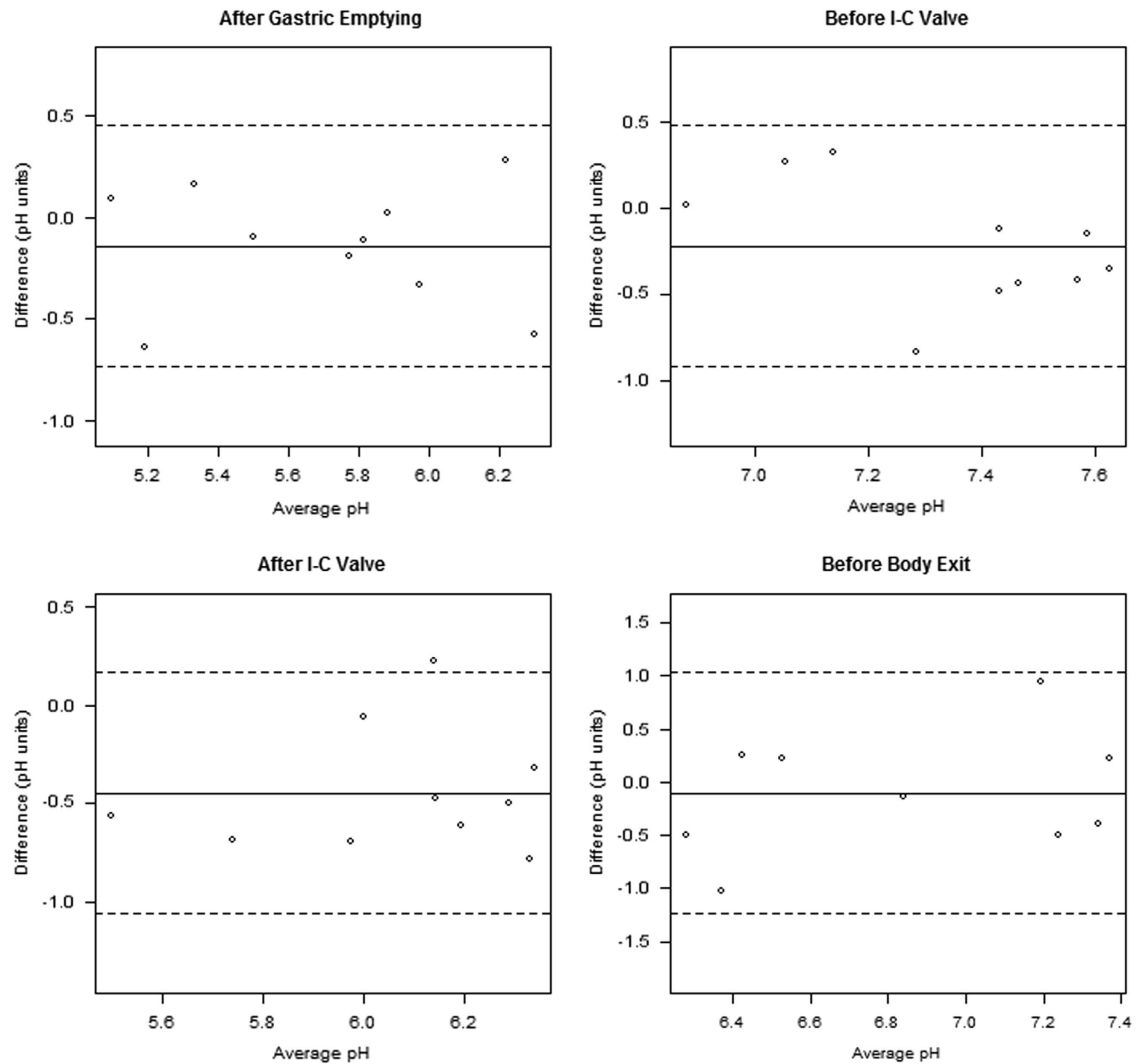 After Gastric Emptying
Difference (pH units)
0.5
0.0
-0.5
-1.0
5.2 5.4 5.6 5.8 6.0 6.2
Average pH
Before I-C Valve
Difference (pH units)
0.5
0.0
-0.5
-1.0
7.0 7.2 7.4 7.6
Average pH
After I-C Valve
Difference (pH units)
0.5
0.0
-0.5
-1.0
5.6 5.8 6.0 6.2
Average pH
Before Body Exit
Difference (pH units)
1.5
1.0
0.5
0.0
-0.5
-1.0
-1.5
6.4 6.6 6.8 7.0 7.2 7.4
Average pH